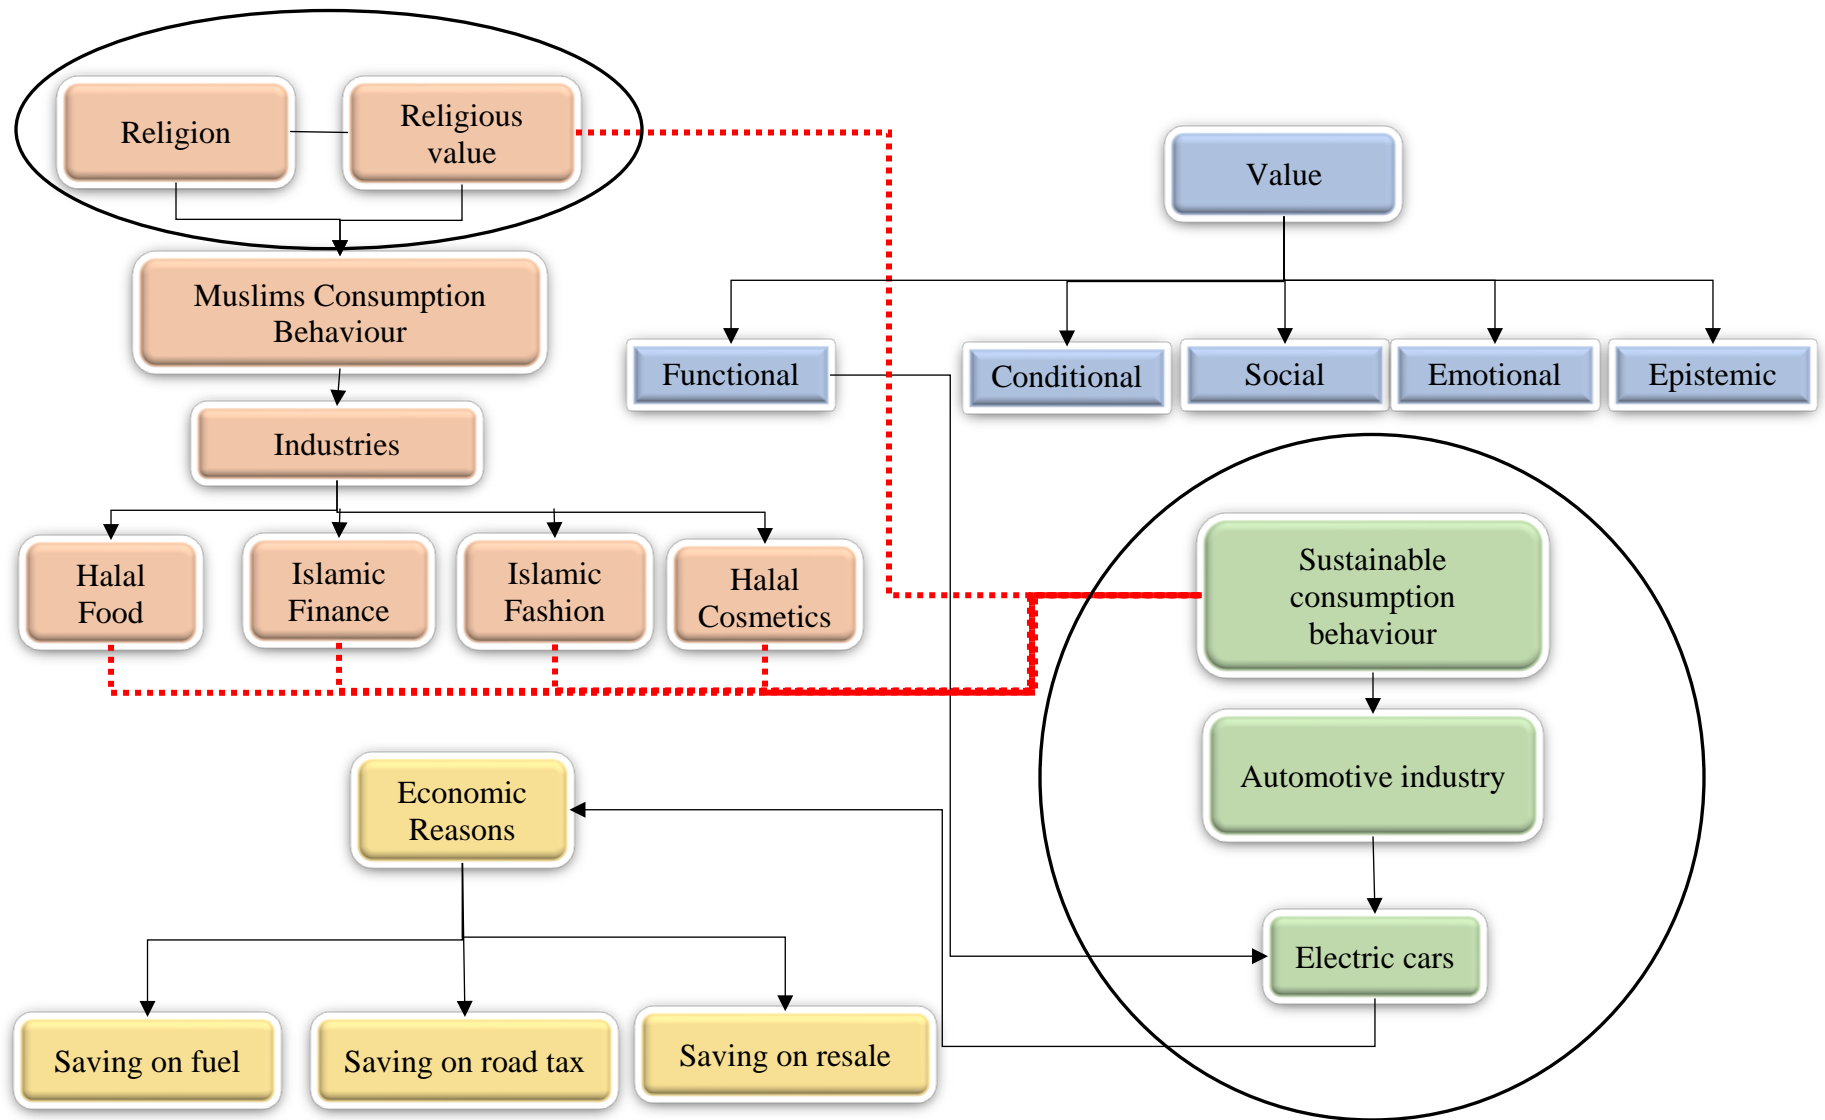 Religion
Religious
value
Value
Muslims Consumption
Behaviour
Functional
Conditional
Social
Emotional
Epistemic
Industries
Halal
Food
Islamic
Finance
Islamic
Fashion
Halal
Cosmetics
Sustainable
consumption
behaviour
Automotive industry
Economic
Reasons
Electric cars
Saving on fuel
Saving on road tax
Saving on resale